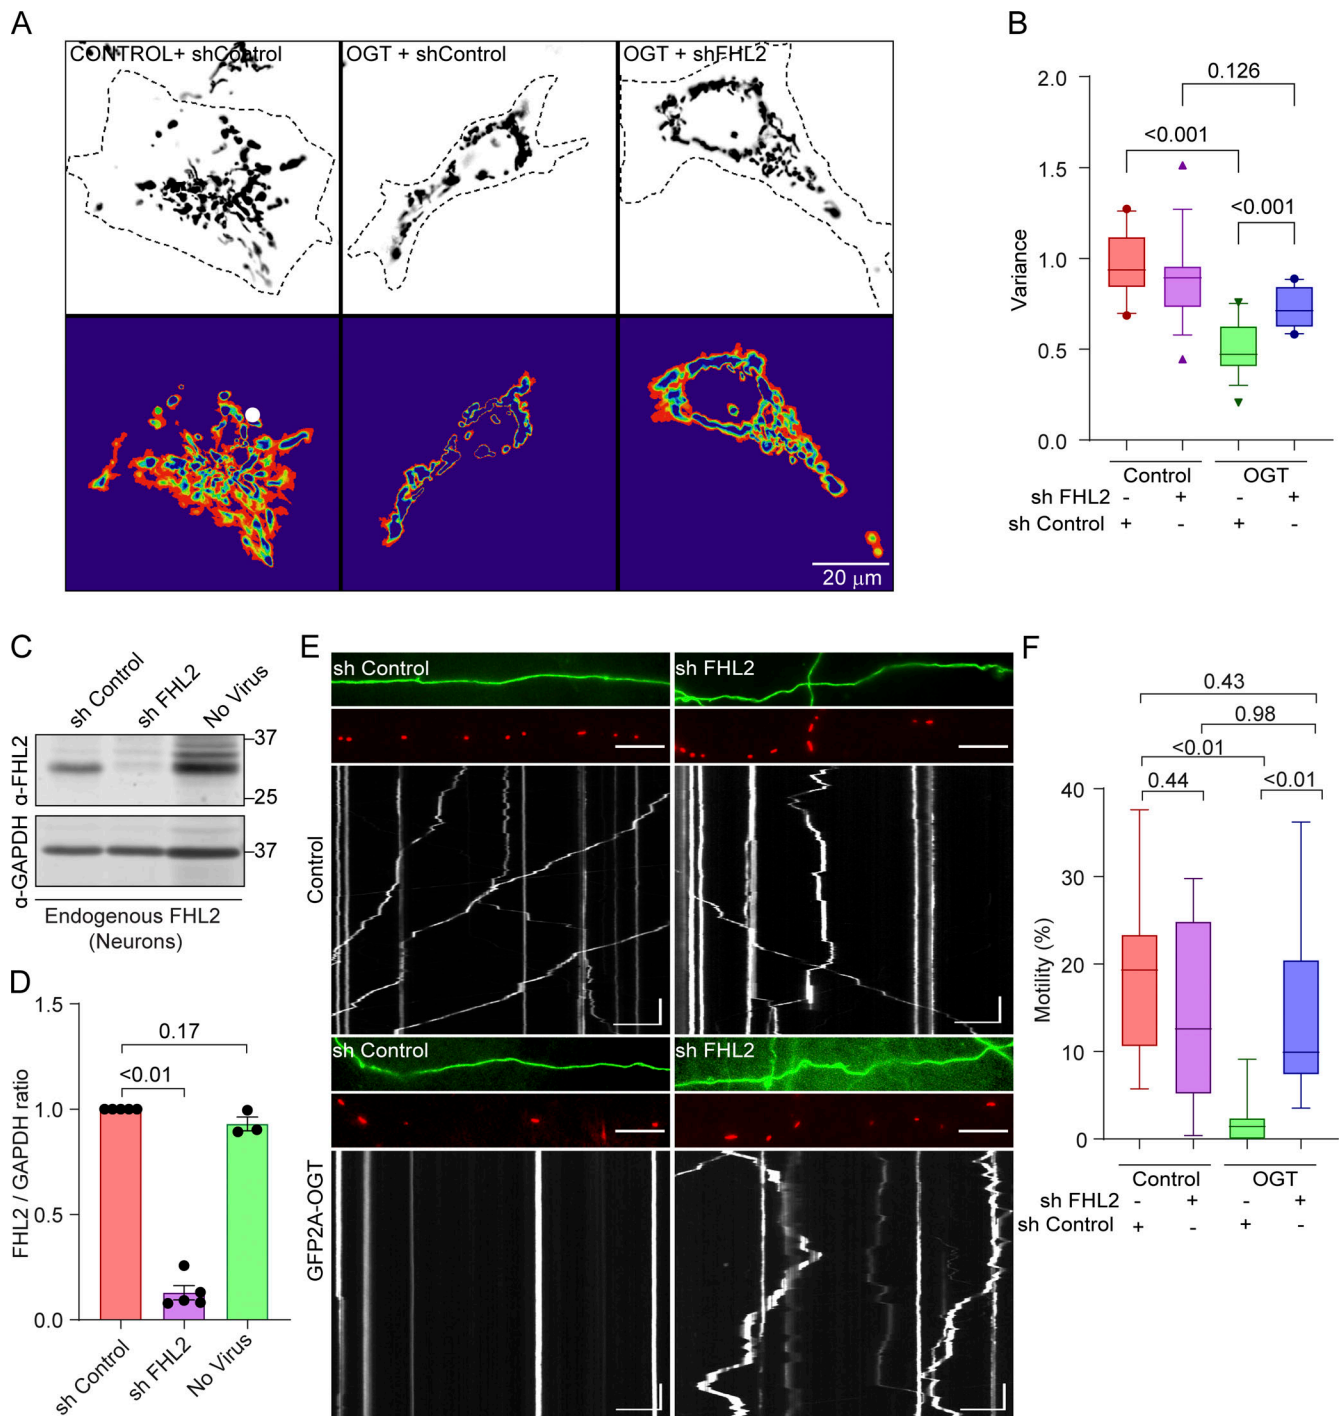 A
CONTROL+ shControl
OGT + shControl
OGT + shFHL2
20 μm
B
0.126
<0.001
<0.001
2.0
1.5
1.0
0.5
0.0
Variance
Control
OGT
sh FHL2 - + - +
sh Control + - + -
C
sh Control
sh FHL2
No Virus
α-FHL2
37
25
α-GAPDH
37
Endogenous FHL2
(Neurons)
D
1.5
1.0
0.5
0.0
FHL2 / GAPDH ratio
0.17
<0.01
sh Control
sh FHL2
No Virus
E
sh Control
sh FHL2
Control
sh Control
sh FHL2
GFP2A-OGT
F
0.43
0.98
<0.01
0.44
<0.01
40
30
20
10
0
Motility (%)
Control
OGT
sh FHL2 - + - +
sh Control + - + -